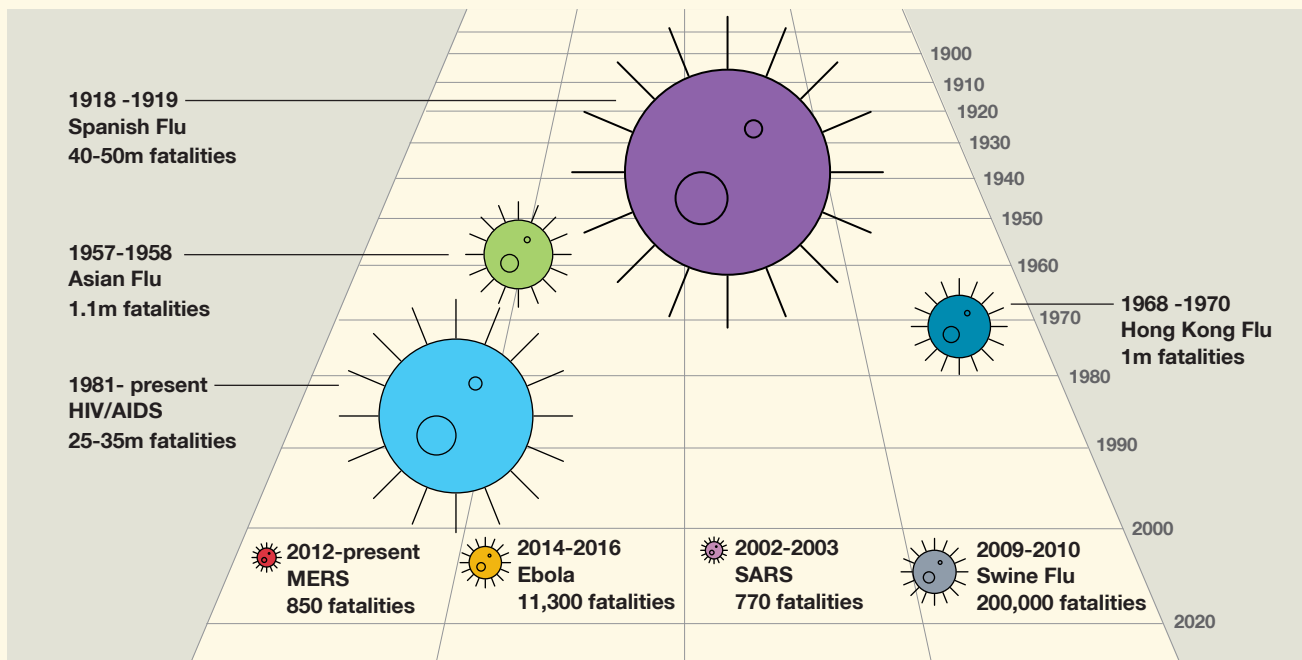 1918 -1919
Spanish Flu
40-50m fatalities
1957-1958
Asian Flu
1.1m fatalities
1981- present
HIV/AIDS
25-35m fatalities
1900
1910
1920
1930
1940
1950
1960
1970
1980
1990
2000
2020
1968 -1970
Hong Kong Flu
1m fatalities
2012-present
MERS
850 fatalities
2014-2016
Ebola
11,300 fatalities
2002-2003
SARS
770 fatalities
2009-2010
Swine Flu
200,000 fatalities